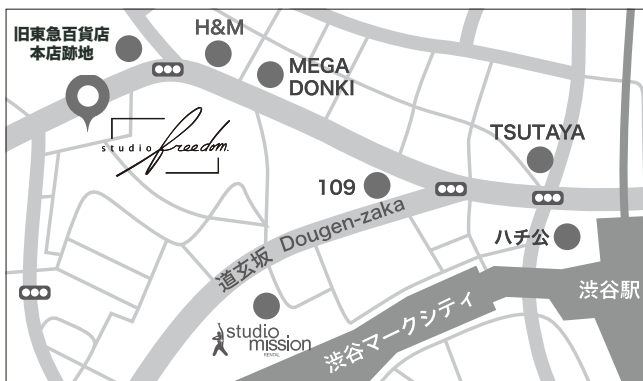 旧東急百貨店
本店跡地
H&M
MEGA
DONKI
studio freedom.
TSUTAYA
109
道玄坂 Dougen-zaka
ハチ公
渋谷駅
渋谷マークシティ
studio
mission
RENTAL